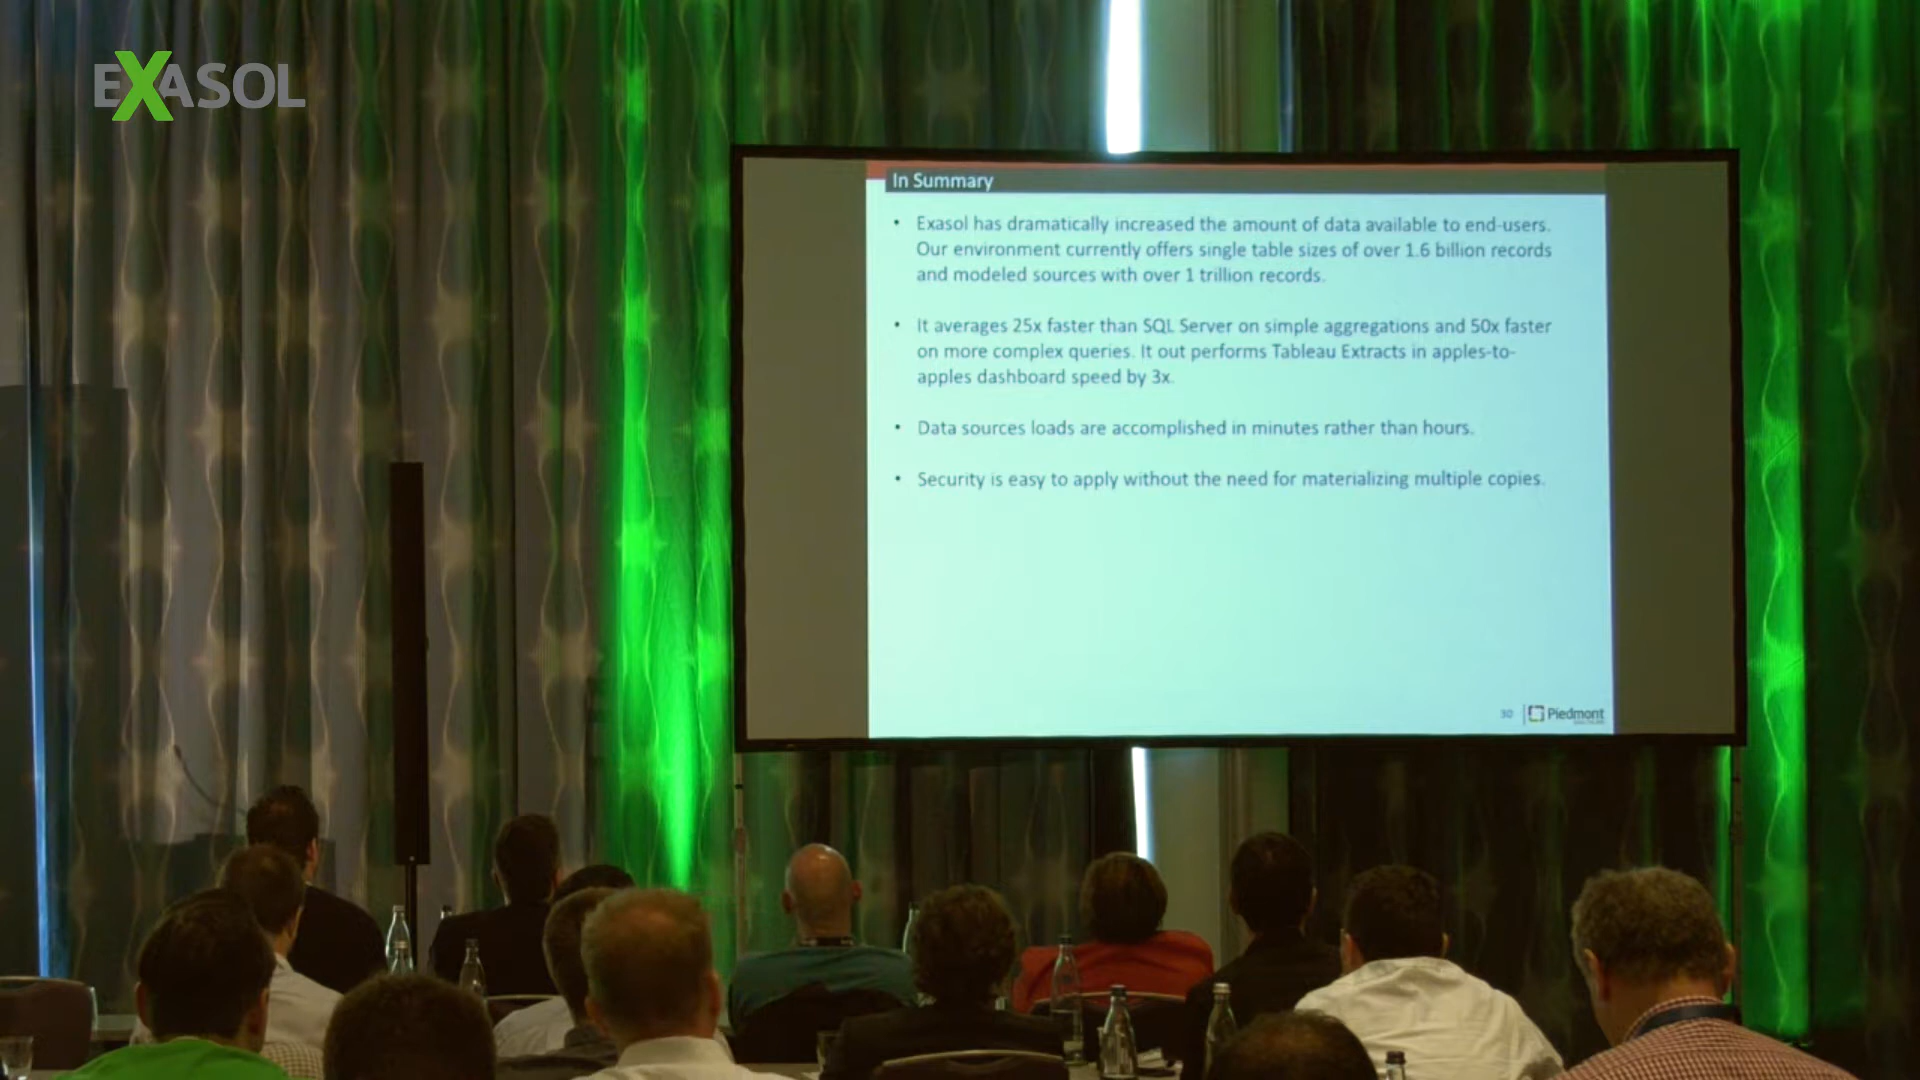 EXASOL
In Summary
• Exasol has dramatically increased the amount of data available to end-users.
Our environment currently offers single table sizes of over 1.6 billion records
and modeled sources with over 1 trillion records.
• It averages 25x faster than SQL Server on simple aggregations and 50x faster
on more complex queries. It out performs Tableau Extracts in apples-to-
apples dashboard speed by 3x.
• Data sources loads are accomplished in minutes rather than hours.
• Security is easy to apply without the need for materializing multiple copies.
30 Piedmont